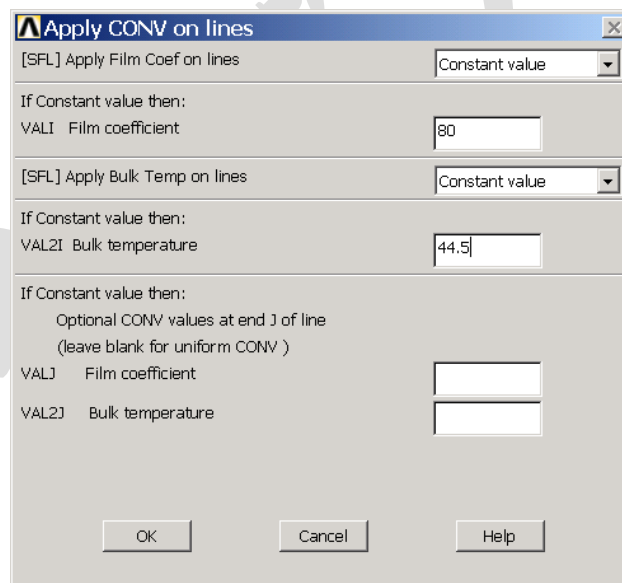 Apply CONV on lines
[SFL] Apply Film Coef on lines Constant value
If Constant value then:
VALI Film coefficient 80
[SFL] Apply Bulk Temp on lines Constant value
If Constant value then:
VAL2I Bulk temperature 44.5
If Constant value then:
Optional CONV values at end J of line
(leave blank for uniform CONV )
VALJ Film coefficient
VAL2J Bulk temperature
OK Cancel Help